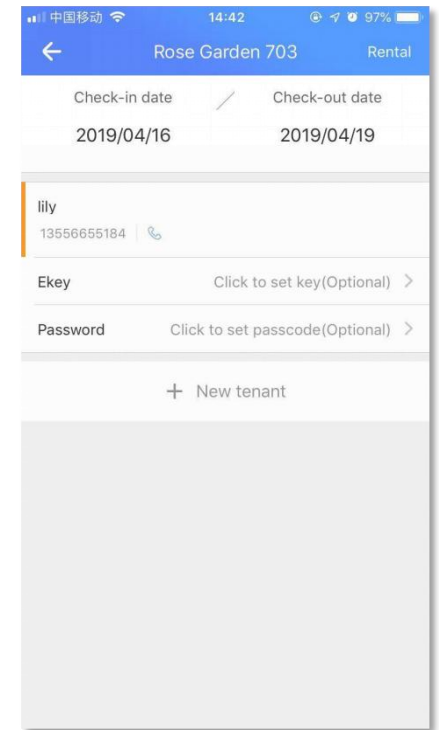 中国移动 14:42 97%
Rose Garden 703 Rental
Check-in date Check-out date
2019/04/16 2019/04/19
lily
13556655184
Ekey Click to set key(Optional)
Password Click to set passcode(Optional)
+ New tenant